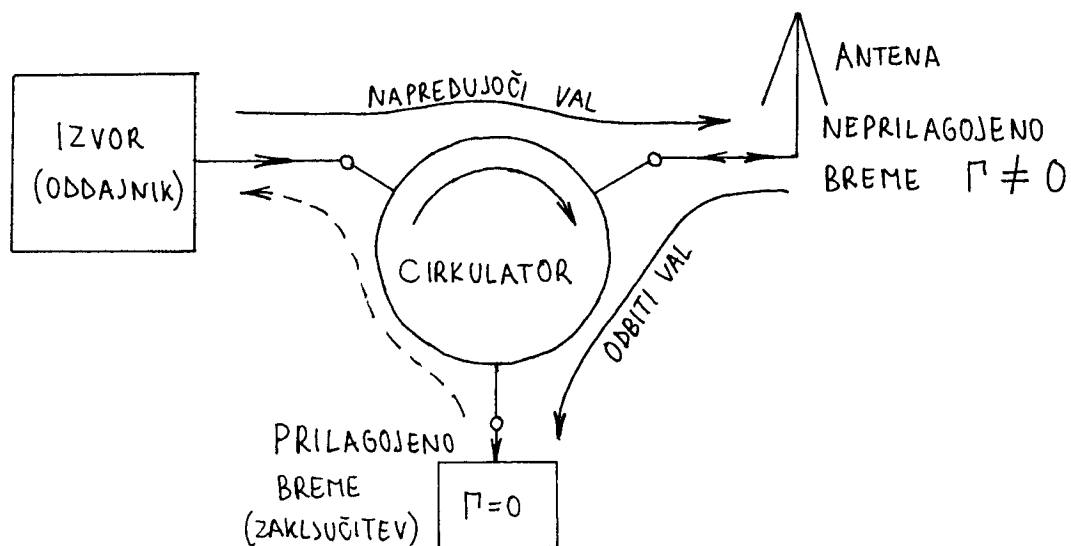 IZVOR
(ODDAJNIK)
NAPREDUJOČI VAL
ANTENA
NEPRILAGOJENO
BREME Γ ≠ 0
CIRKULATOR
ODBITI VAL
PRILAGOJENO
BREME
(ZAKLJUČITEV)
Γ=0